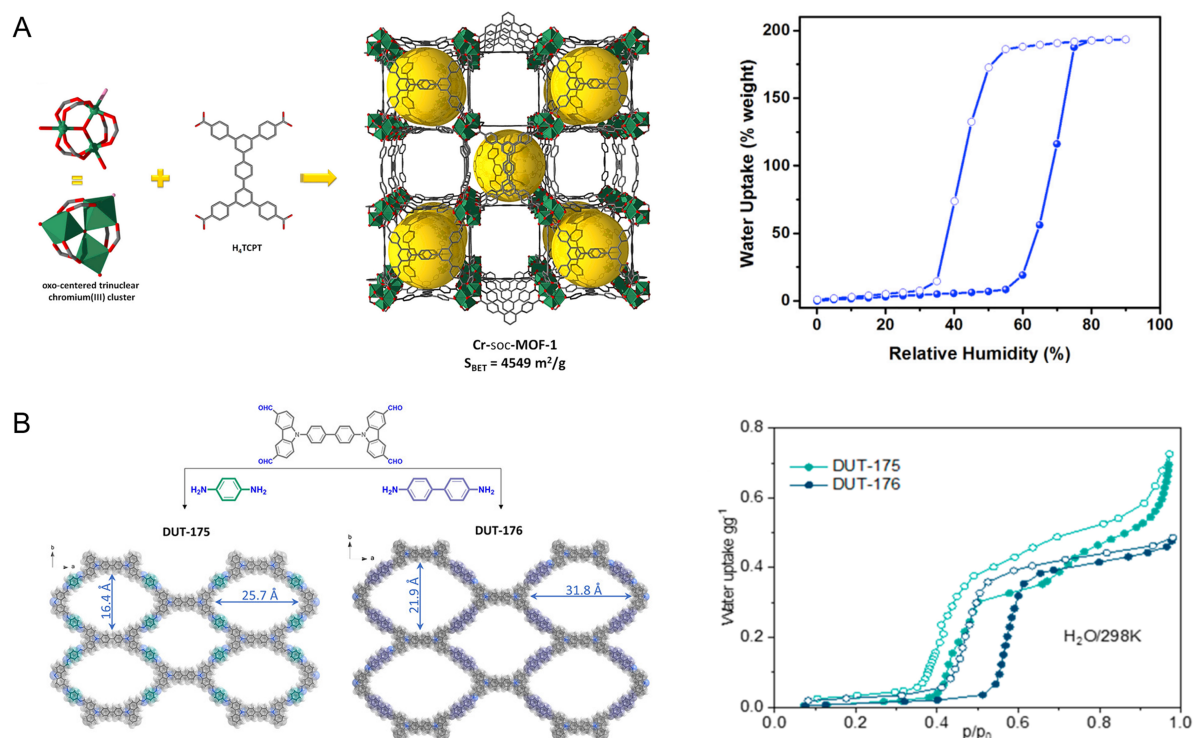 A
H₄TCPT
oxo-centered trinuclear
chromium(III) cluster
Cr-soc-MOF-1
S_BET = 4549 m²/g
Water Uptake (% weight)
200
150
100
50
0
0 20 40 60 80 100
Relative Humidity (%)
B
OHC CHO
N N
OHC CHO
H₂N NH₂
H₂N NH₂
DUT-175
DUT-176
b
a
16.4 Å
25.7 Å
b
a
21.9 Å
31.8 Å
Water uptake gg⁻¹
0.8
0.6
0.4
0.2
0.0
DUT-175
DUT-176
H₂O/298K
0.0 0.2 0.4 0.6 0.8 1.0
p/p₀